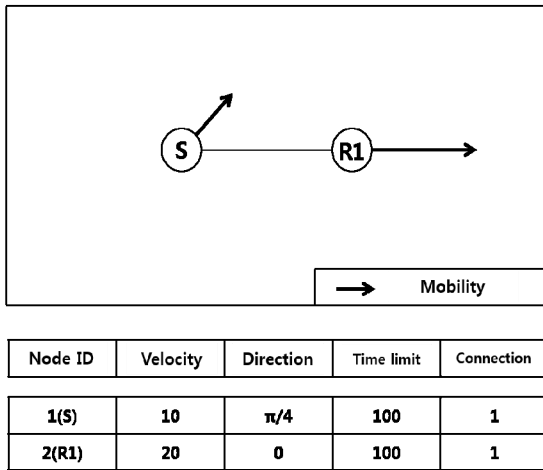 S
R1
Mobility
Node ID Velocity Direction Time limit Connection
1(S) 10 π/4 100 1
2(R1) 20 0 100 1